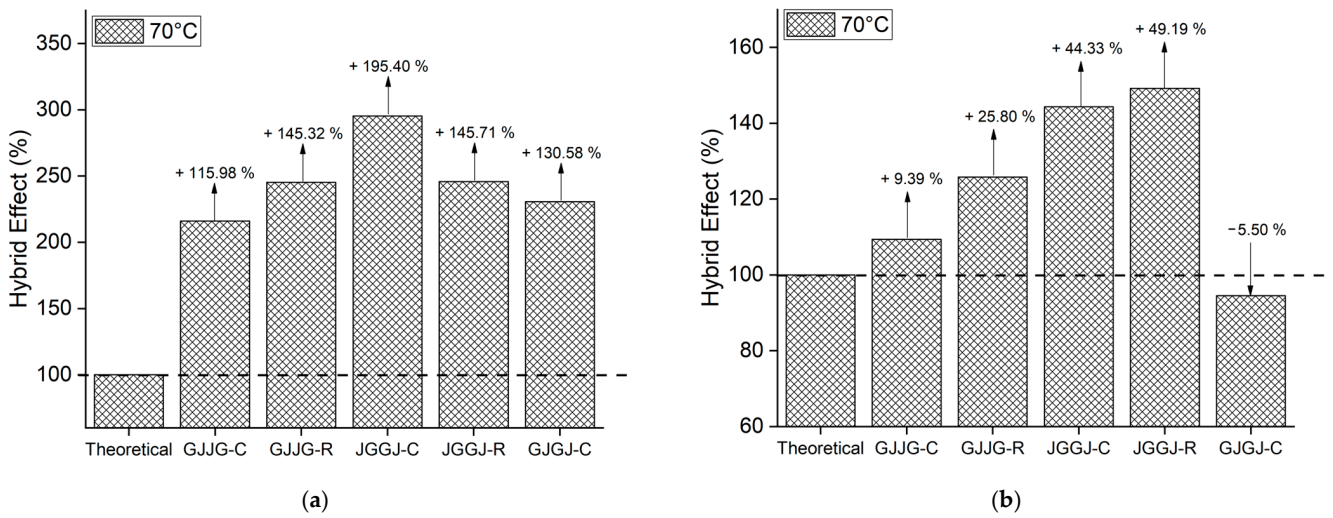 70°C
Hybrid Effect (%)
350
300
250
200
150
100
+ 115.98 %
+ 145.32 %
+ 195.40 %
+ 145.71 %
+ 130.58 %
Theoretical GJJG-C GJJG-R JGGJ-C JGGJ-R GJGJ-C
(a)
70°C
Hybrid Effect (%)
160
140
120
100
80
60
+ 9.39 %
+ 25.80 %
+ 44.33 %
+ 49.19 %
−5.50 %
Theoretical GJJG-C GJJG-R JGGJ-C JGGJ-R GJGJ-C
(b)